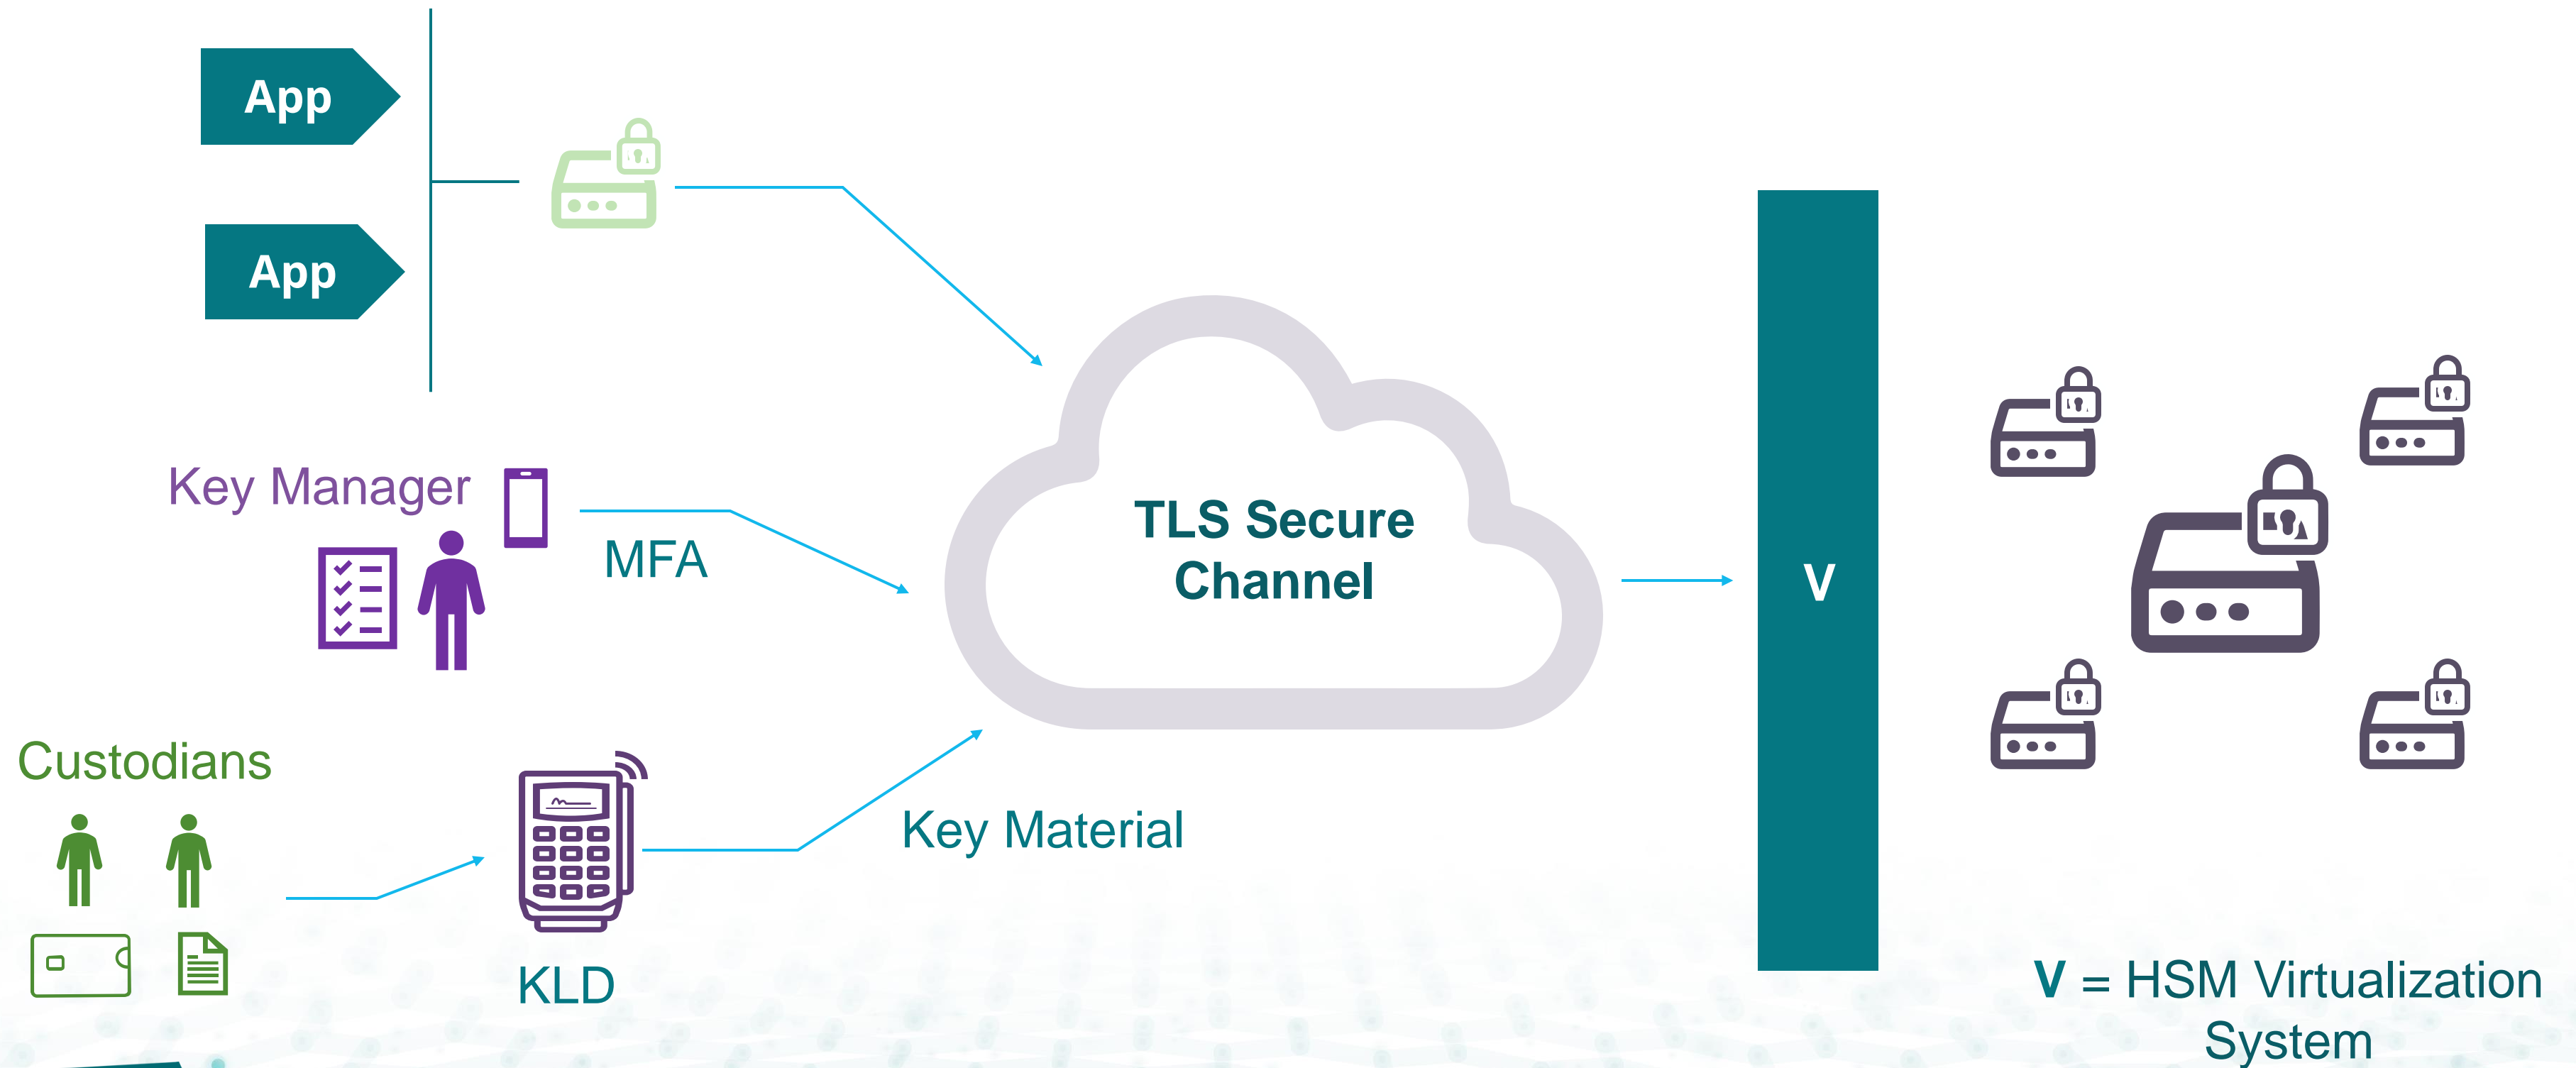 App
App
Key Manager
MFA
TLS Secure
Channel
V
Custodians
Key Material
KLD
V = HSM Virtualization
System